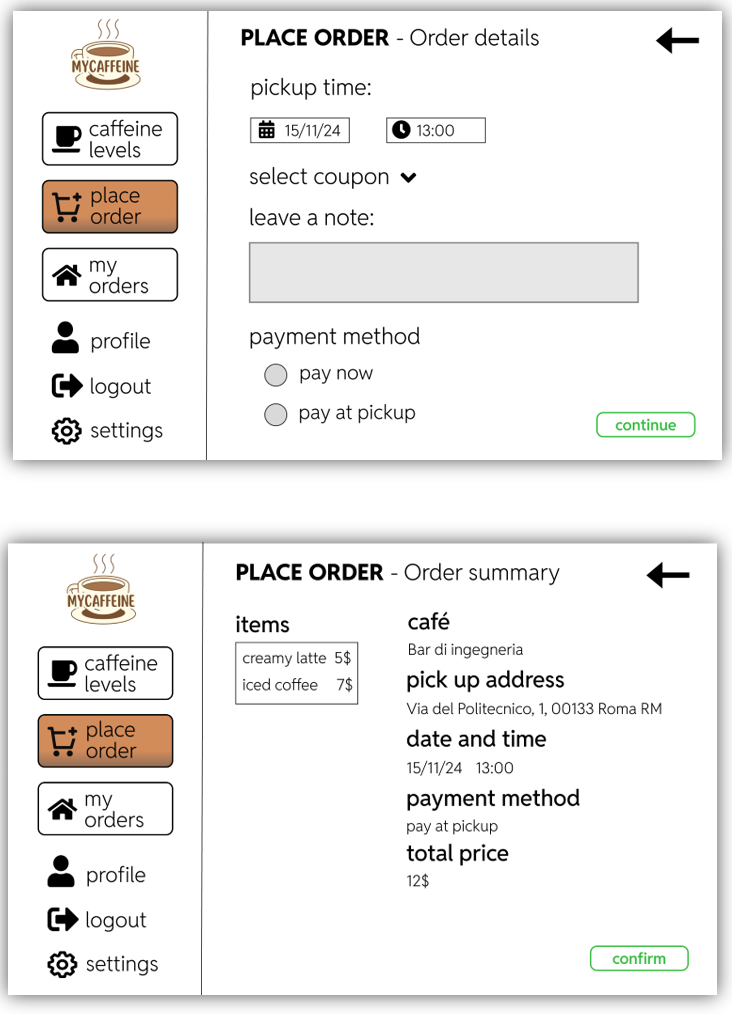 MYCAFFEINE
caffeine
levels
place
order
my
orders
profile
logout
settings
PLACE ORDER - Order details
pickup time:
15/11/24
13:00
select coupon
leave a note:
payment method
pay now
pay at pickup
continue
MYCAFFEINE
caffeine
levels
place
order
my
orders
profile
logout
settings
PLACE ORDER - Order summary
items
creamy latte 5$
iced coffee 7$
café
Bar di ingegneria
pick up address
Via del Politecnico, 1, 00133 Roma RM
date and time
15/11/24 13:00
payment method
pay at pickup
total price
12$
confirm